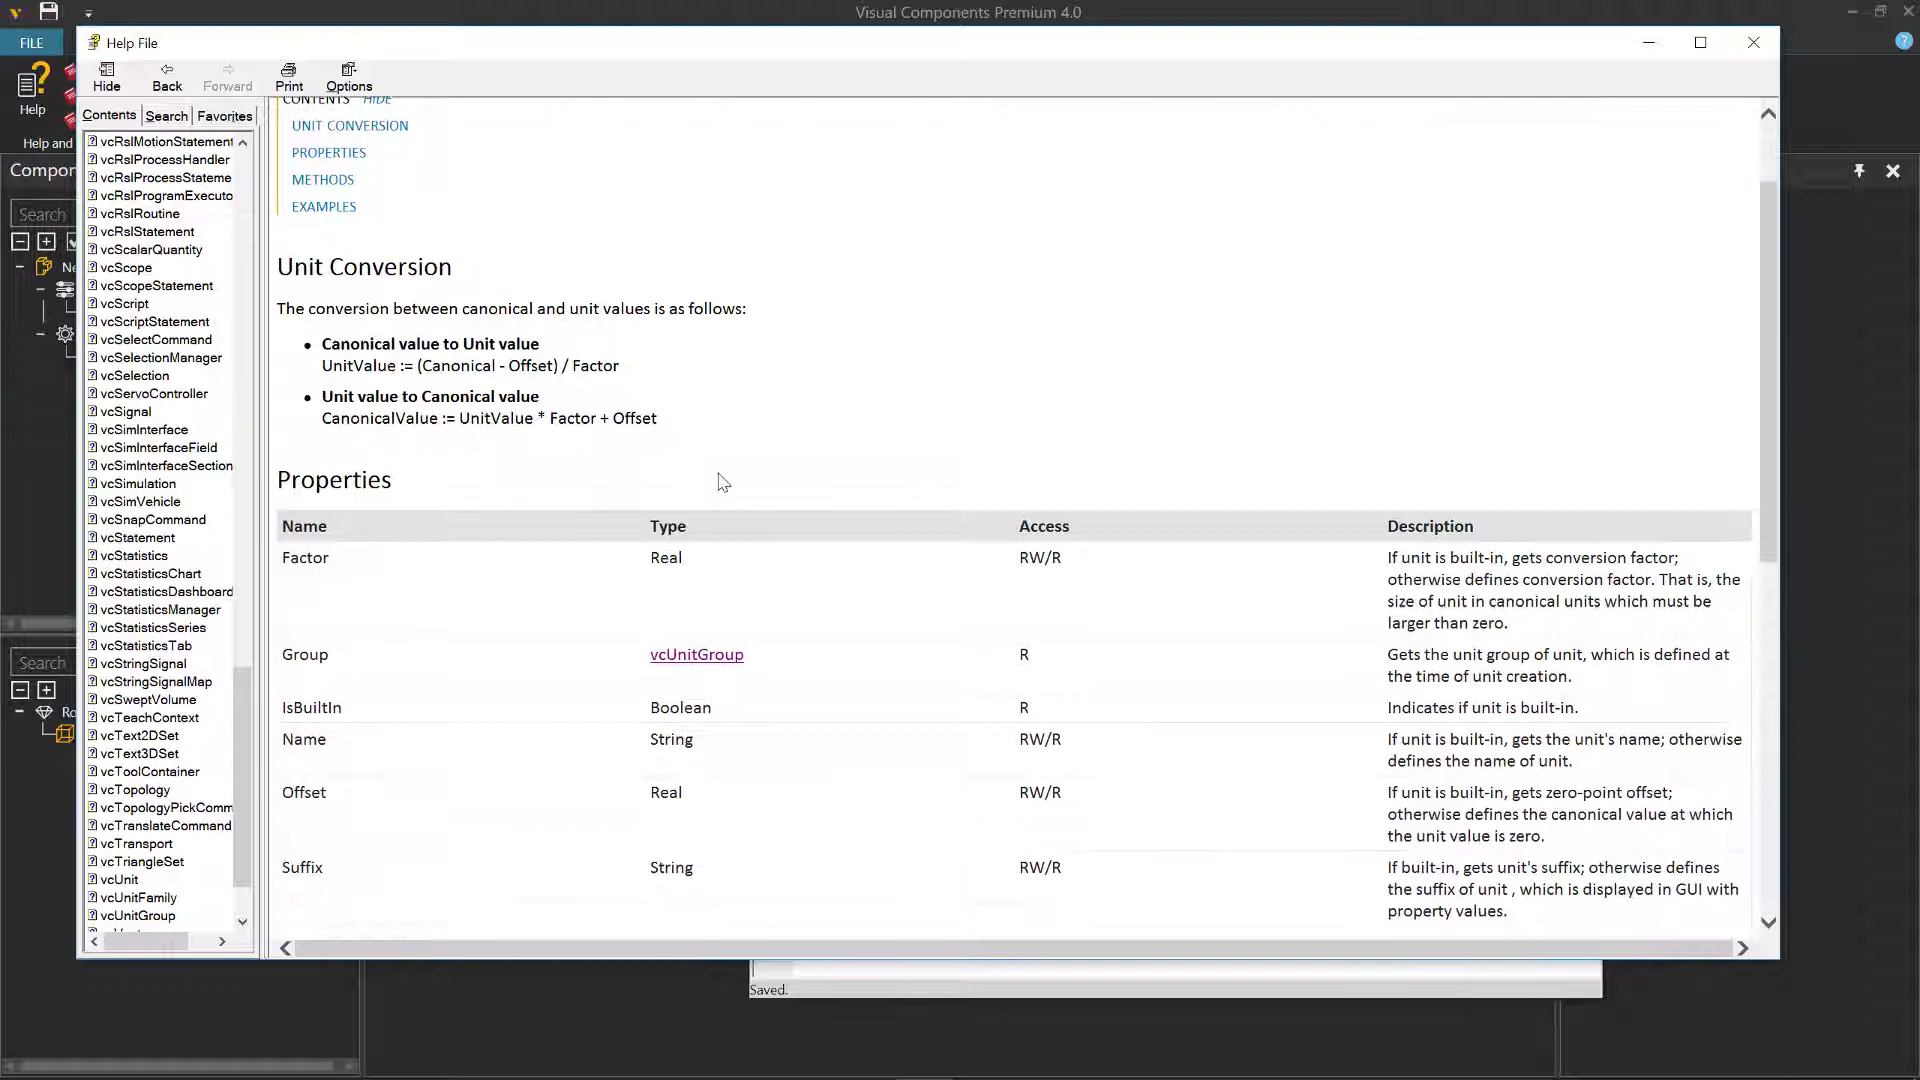 Visual Components Premium 4.0
FILE
Help File
Hide
Back
Forward
Print
Options
Help
Help and
Contents
Search
Favorites
Search
vcRslMotionStatement
vcRslProcessHandler
vcRslProcessStateme
vcRslProgramExecuto
vcRslRoutine
vcRslStatement
vcScalarQuantity
vcScope
vcScopeStatement
vcScript
vcScriptStatement
vcSelectCommand
vcSelectionManager
vcSelection
vcServoController
vcSignal
vcSimInterface
vcSimInterfaceField
vcSimInterfaceSection
vcSimulation
vcSimVehicle
vcSnapCommand
vcStatement
vcStatistics
vcStatisticsChart
vcStatisticsDashboard
vcStatisticsManager
vcStatisticsSeries
vcStatisticsTab
vcStringSignal
vcStringSignalMap
vcSweptVolume
vcTeachContext
vcText2DSet
vcText3DSet
vcToolContainer
vcTopology
vcTopologyPickComm
vcTranslateCommand
vcTransport
vcTriangleSet
vcUnit
vcUnitFamily
vcUnitGroup
Compor
Search
CONTENTS HIDE
UNIT CONVERSION
PROPERTIES
METHODS
EXAMPLES
Unit Conversion
The conversion between canonical and unit values is as follows:
• Canonical value to Unit value
UnitValue := (Canonical - Offset) / Factor
• Unit value to Canonical value
CanonicalValue := UnitValue * Factor + Offset
Properties
Name Type Access Description
Factor Real RW/R If unit is built-in, gets conversion factor;
otherwise defines conversion factor. That is, the
size of unit in canonical units which must be
larger than zero.
Group vcUnitGroup R Gets the unit group of unit, which is defined at
the time of unit creation.
IsBuiltIn Boolean R Indicates if unit is built-in.
Name String RW/R If unit is built-in, gets the unit's name; otherwise
defines the name of unit.
Offset Real RW/R If unit is built-in, gets zero-point offset;
otherwise defines the canonical value at which
the unit value is zero.
Suffix String RW/R If built-in, gets unit's suffix; otherwise defines
the suffix of unit , which is displayed in GUI with
property values.
Saved.